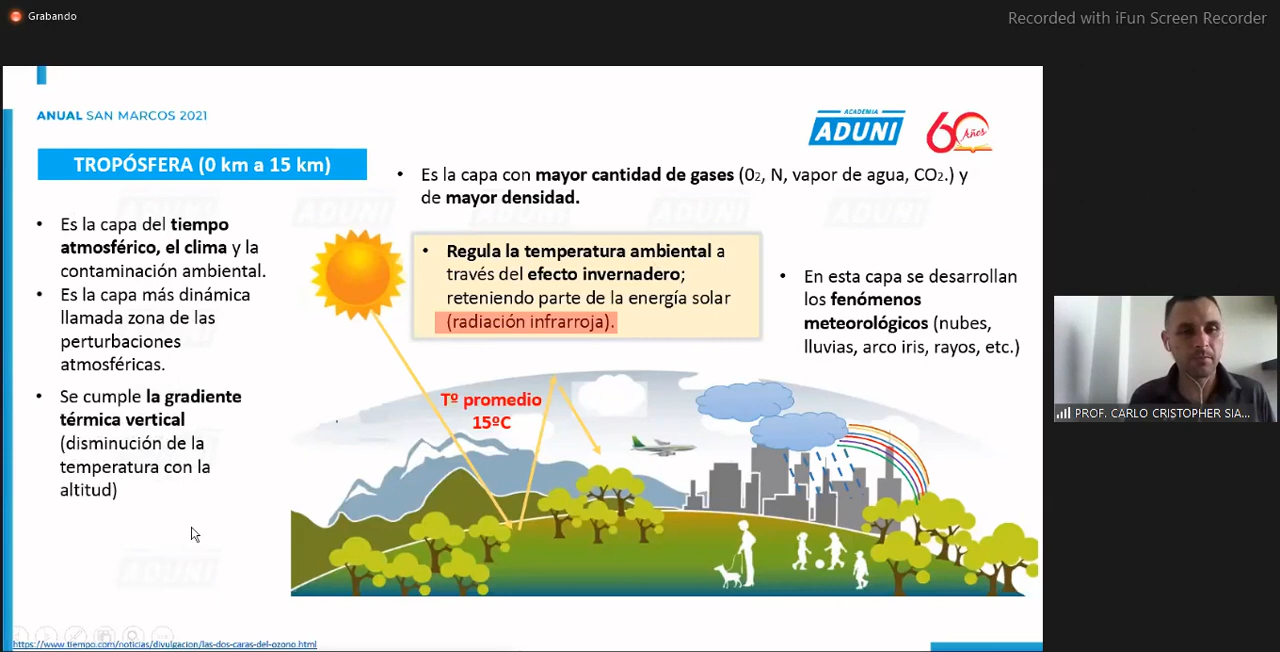 Grabando
Recorded with iFun Screen Recorder
ANUAL SAN MARCOS 2021
ACADEMIA
ADUNI
60 Años
TROPÓSFERA (0 km a 15 km)
• Es la capa con mayor cantidad de gases (02, N, vapor de agua, CO2.) y
de mayor densidad.
• Es la capa del tiempo
atmosférico, el clima y la
contaminación ambiental.
• Es la capa más dinámica
llamada zona de las
perturbaciones
atmosféricas.
• Se cumple la gradiente
térmica vertical
(disminución de la
temperatura con la
altitud)
• Regula la temperatura ambiental a
través del efecto invernadero;
reteniendo parte de la energía solar
(radiación infrarroja).
• En esta capa se desarrollan
los fenómenos
meteorológicos (nubes,
lluvias, arco iris, rayos, etc.)
Tº promedio
15ºC
PROF. CARLO CRISTOPHER SIA...
ADUNI
ADUNI
ADUNI
ADUNI
ADUNI
ADUNI
https://www.tiempo.com/noticias/divulgacion/las-dos-caras-del-ozono.html